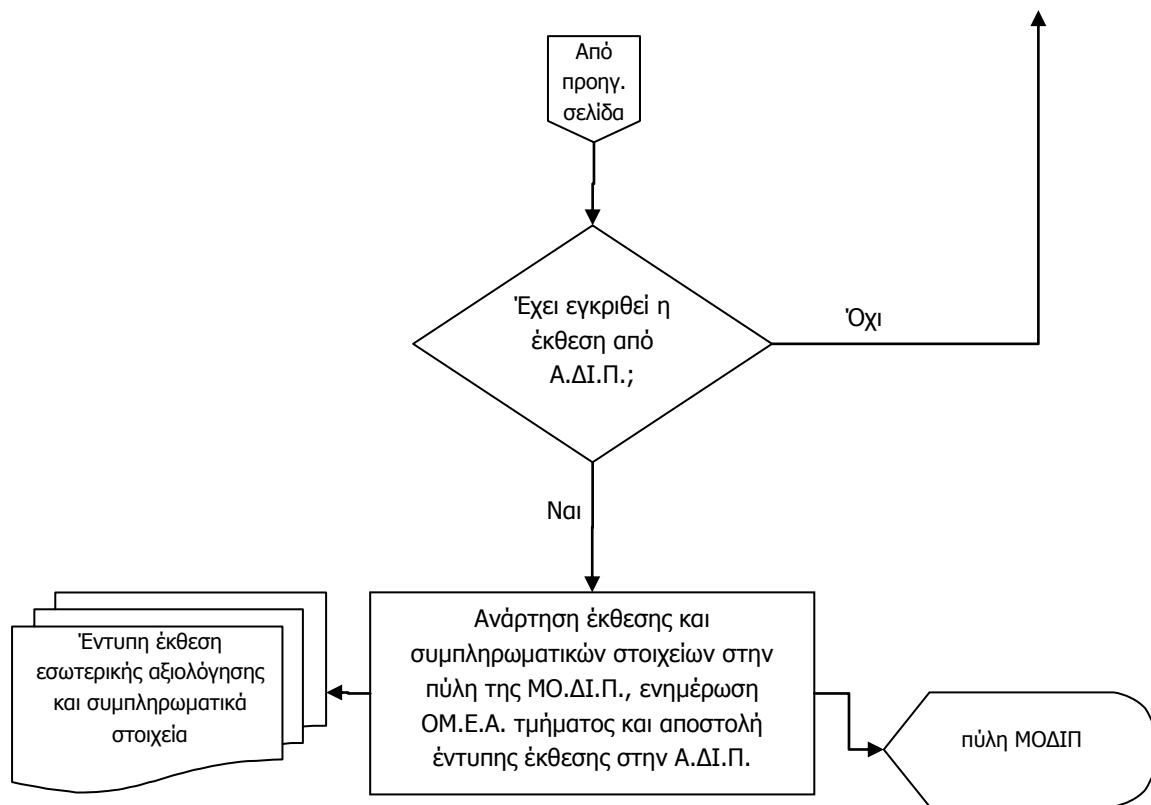 Από
προηγ.
σελίδα
Έχει εγκριθεί η
έκθεση από
Α.ΔΙ.Π.;
Όχι
Ναι
Έντυπη έκθεση
εσωτερικής αξιολόγησης
και συμπληρωματικά
στοιχεία
Ανάρτηση έκθεσης και
συμπληρωματικών στοιχείων στην
πύλη της ΜΟ.ΔΙ.Π., ενημέρωση
ΟΜ.Ε.Α. τμήματος και αποστολή
έντυπης έκθεσης στην Α.ΔΙ.Π.
πύλη ΜΟΔΙΠ